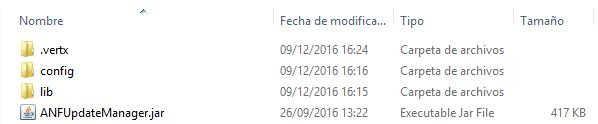 Nombre Fecha de modifica... Tipo Tamaño
.vertx 09/12/2016 16:24 Carpeta de archivos
config 09/12/2016 16:16 Carpeta de archivos
lib 09/12/2016 16:15 Carpeta de archivos
ANFUpdateManager.jar 26/09/2016 13:22 Executable Jar File 417 KB